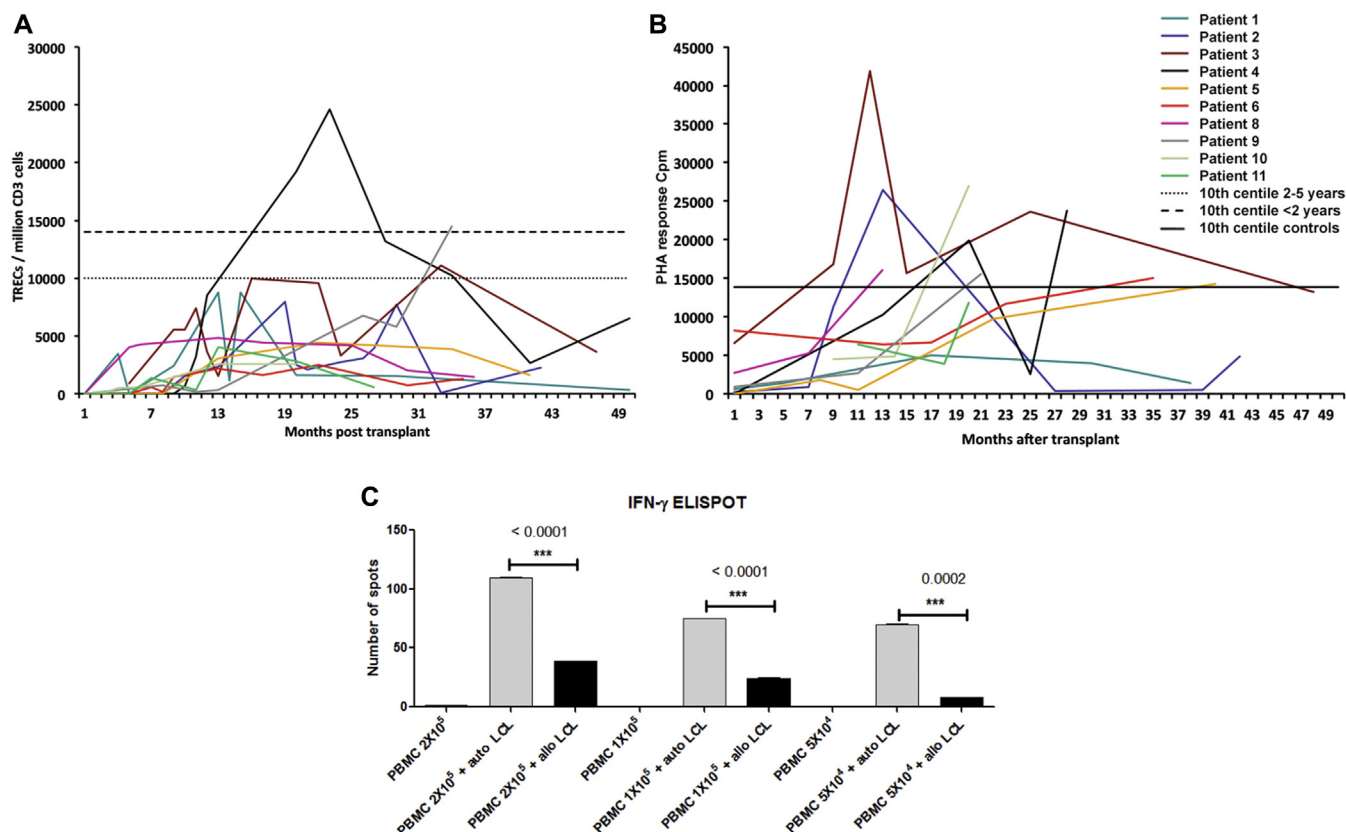 A
30000
25000
20000
15000
10000
5000
0
TRECs / million CD3 cells
1 7 13 19 25 31 37 43 49
Months post transplant
B
45000
40000
35000
30000
25000
20000
15000
10000
5000
0
PHA response Cpm
1 3 5 7 9 11 13 15 17 19 21 23 25 27 29 31 33 35 37 39 41 43 45 47 49
Months after transplant
Patient 1
Patient 2
Patient 3
Patient 4
Patient 5
Patient 6
Patient 8
Patient 9
Patient 10
Patient 11
10th centile 2-5 years
10th centile <2 years
10th centile controls
C
IFN-γ ELISPOT
150
100
50
0
Number of spots
< 0.0001
***
< 0.0001
***
0.0002
***
PBMC 2X10⁵
PBMC 2X10⁵ + auto LCL
PBMC 2X10⁵ + allo LCL
PBMC 1X10⁵
PBMC 1X10⁵ + auto LCL
PBMC 1X10⁵ + allo LCL
PBMC 5X10⁴
PBMC 5X10⁴ + auto LCL
PBMC 5X10⁴ + allo LCL